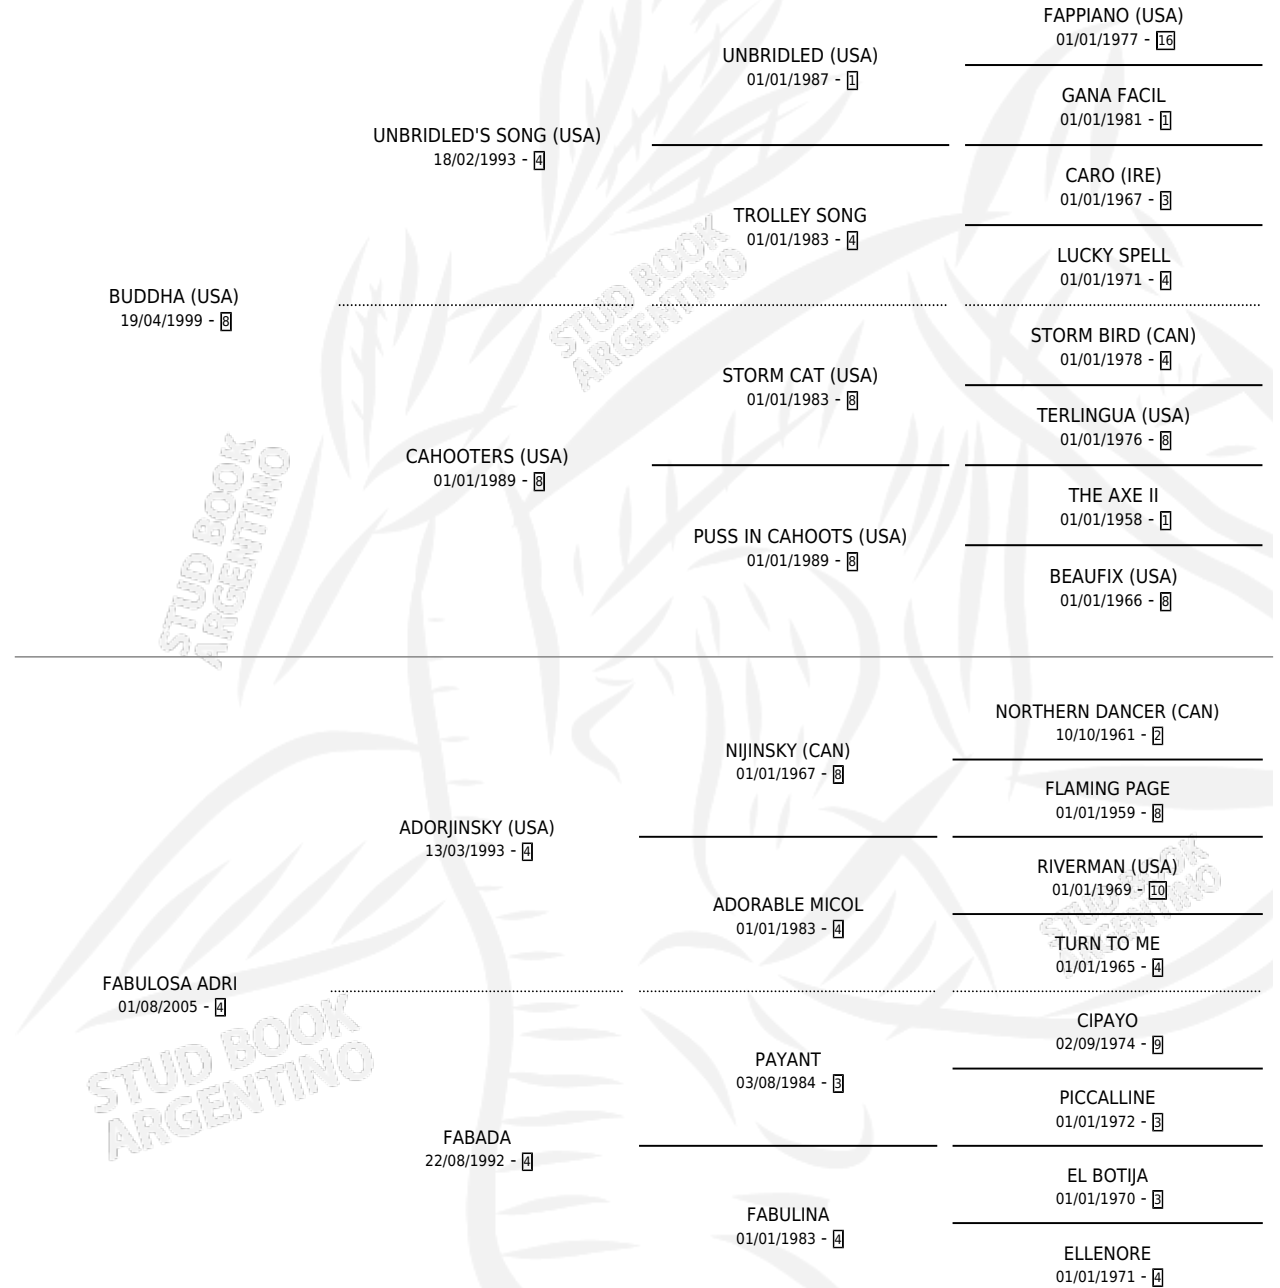 FAPPIANO (USA)
01/01/1977 - 16
UNBRIDLED (USA)
01/01/1987 - 1
GANA FACIL
01/01/1981 - 1
UNBRIDLED'S SONG (USA)
18/02/1993 - 4
CARO (IRE)
01/01/1967 - 3
TROLLEY SONG
01/01/1983 - 4
LUCKY SPELL
01/01/1971 - 4
BUDDHA (USA)
19/04/1999 - 8
STUD BOOK
ARGENTINO
STORM BIRD (CAN)
01/01/1978 - 4
STORM CAT (USA)
01/01/1983 - 8
TERLINGUA (USA)
01/01/1976 - 8
CAHOOTERS (USA)
01/01/1989 - 8
THE AXE II
01/01/1958 - 1
PUSS IN CAHOOTS (USA)
01/01/1989 - 8
BEAUFIX (USA)
01/01/1966 - 8
STUD BOOK
ARGENTINO
NORTHERN DANCER (CAN)
10/10/1961 - 2
NIJINSKY (CAN)
01/01/1967 - 8
FLAMING PAGE
01/01/1959 - 8
ADORJINSKY (USA)
13/03/1993 - 4
RIVERMAN (USA)
01/01/1969 - 10
ADORABLE MICOL
01/01/1983 - 4
TURN TO ME
01/01/1965 - 4
STUD BOOK
ARGENTINO
FABULOSA ADRI
01/08/2005 - 4
CIPAYO
02/09/1974 - 9
PAYANT
03/08/1984 - 3
PICCALLINE
01/01/1972 - 3
FABADA
22/08/1992 - 4
EL BOTIJA
01/01/1970 - 3
FABULINA
01/01/1983 - 4
ELLENORE
01/01/1971 - 4
STUD BOOK
ARGENTINO